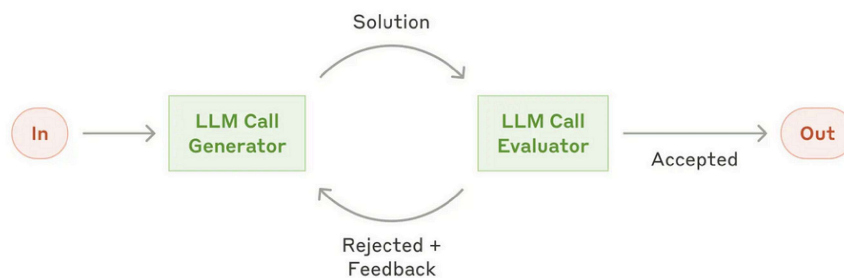 Solution
In
LLM Call
Generator
LLM Call
Evaluator
Out
Accepted
Rejected +
Feedback